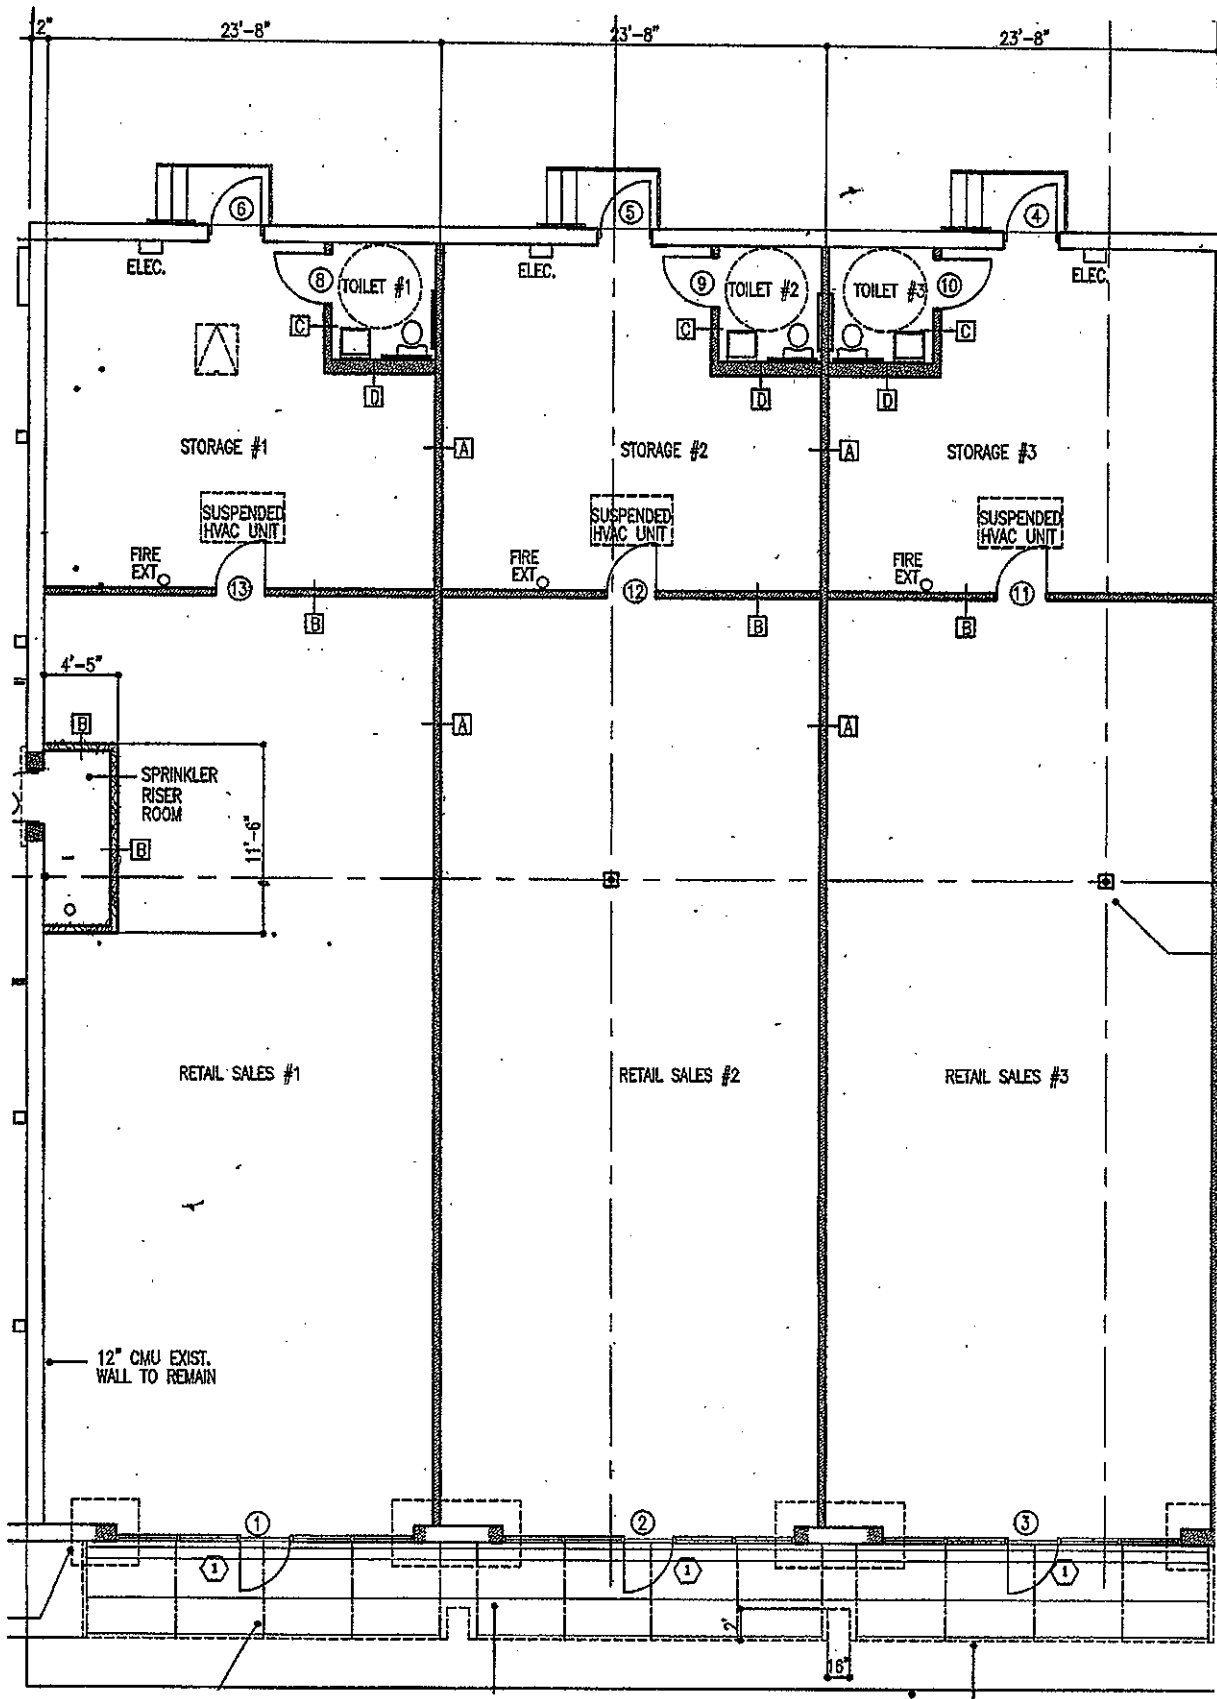 2" 23'-8" 23'-8" 23'-8"
6 5 4
ELEC. ELEC. ELEC.
8 TOILET #1 9 TOILET #2 TOILET #3 10
C C C
D D D
STORAGE #1 A STORAGE #2 A STORAGE #3
SUSPENDED
HVAC UNIT
SUSPENDED
HVAC UNIT
SUSPENDED
HVAC UNIT
FIRE
EXT.
FIRE
EXT.
FIRE
EXT.
13 12 11
B B B
4'-5"
B A A
SPRINKLER
RISER
ROOM
11'-6"
B
RETAIL SALES #1 RETAIL SALES #2 RETAIL SALES #3
12" CMU EXIST.
WALL TO REMAIN
1 2 3
1 1 1
2'
16"